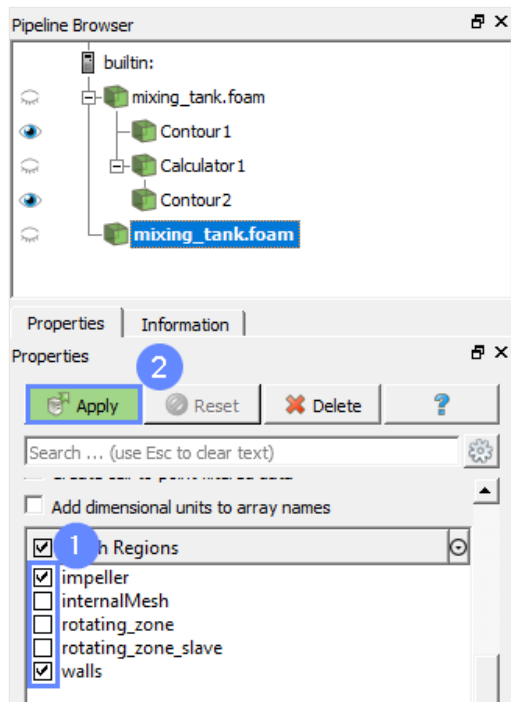 Pipeline Browser
builtin:
mixing_tank.foam
Contour1
Calculator1
Contour2
mixing_tank.foam
Properties Information
Properties
2
Apply Reset Delete ?
Search ... (use Esc to clear text)
Add dimensional units to array names
1 h Regions
impeller
internalMesh
rotating_zone
rotating_zone_slave
walls